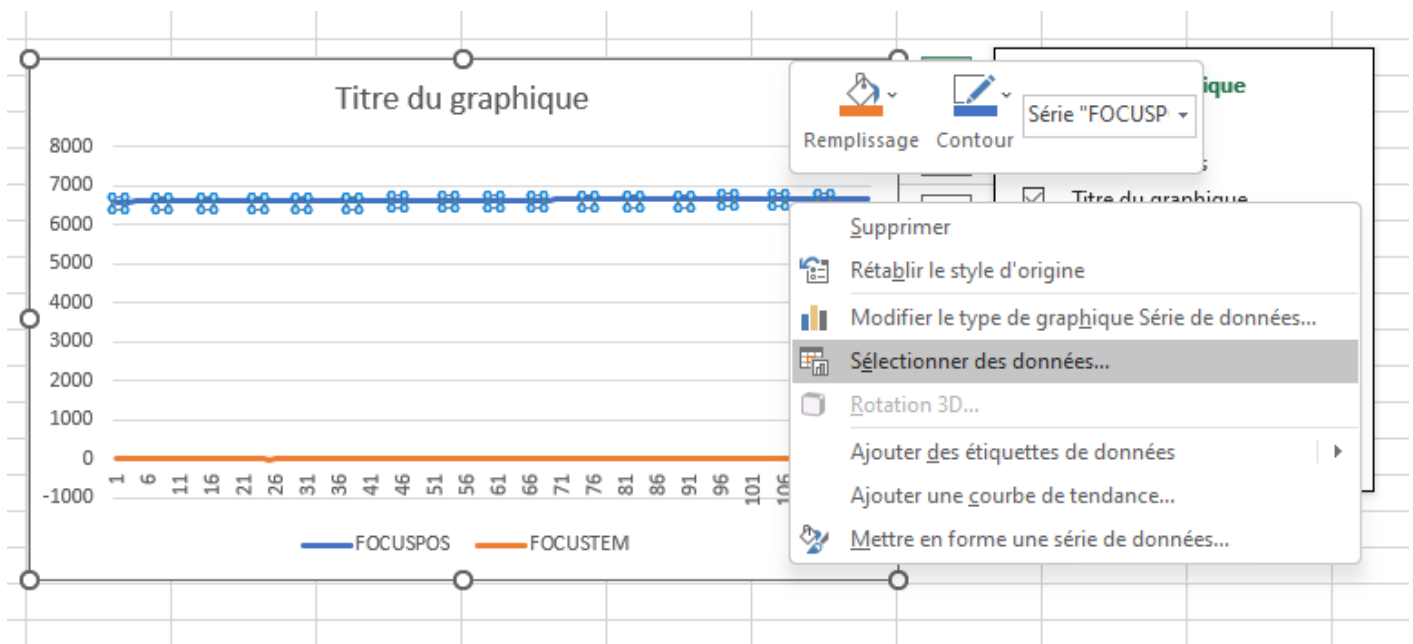 Titre du graphique
8000
7000
6000
5000
4000
3000
2000
1000
0
-1000
1 6 11 16 21 26 31 36 41 46 51 56 61 66 71 76 81 86 91 96 101 106
FOCUSPOS FOCUSTEM
ique
Remplissage Contour Série "FOCUSP
Titre du graphique
Supprimer
Rétablir le style d'origine
Modifier le type de graphique Série de données...
Sélectionner des données...
Rotation 3D...
Ajouter des étiquettes de données
Ajouter une courbe de tendance...
Mettre en forme une série de données...